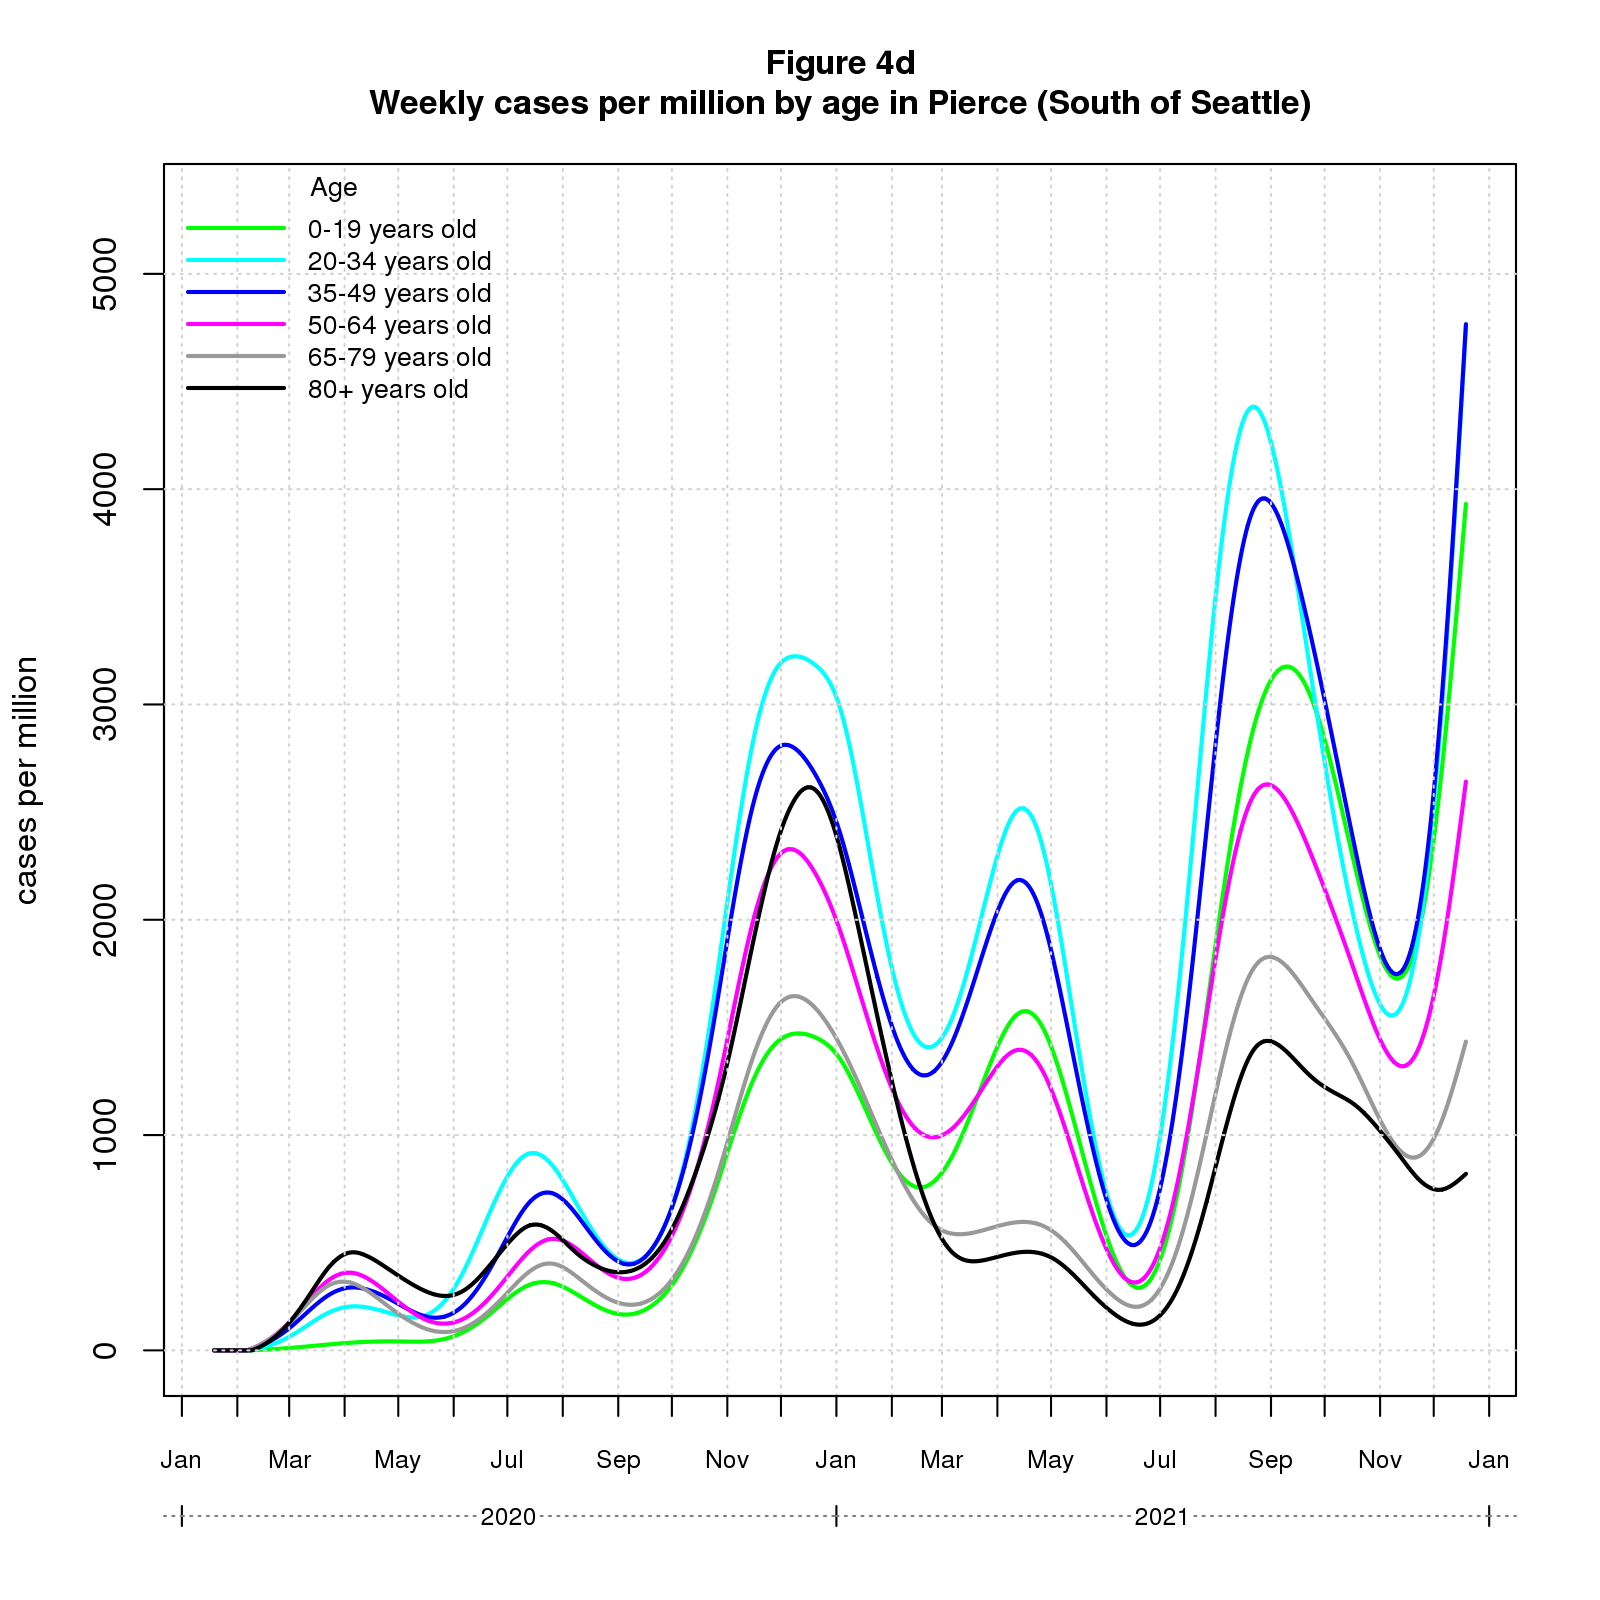 Figure 4d
Weekly cases per million by age in Pierce (South of Seattle)
Age
0-19 years old
20-34 years old
35-49 years old
50-64 years old
65-79 years old
80+ years old
cases per million
5000
4000
3000
2000
1000
0
Jan Mar May Jul Sep Nov Jan Mar May Jul Sep Nov Jan
2020 2021